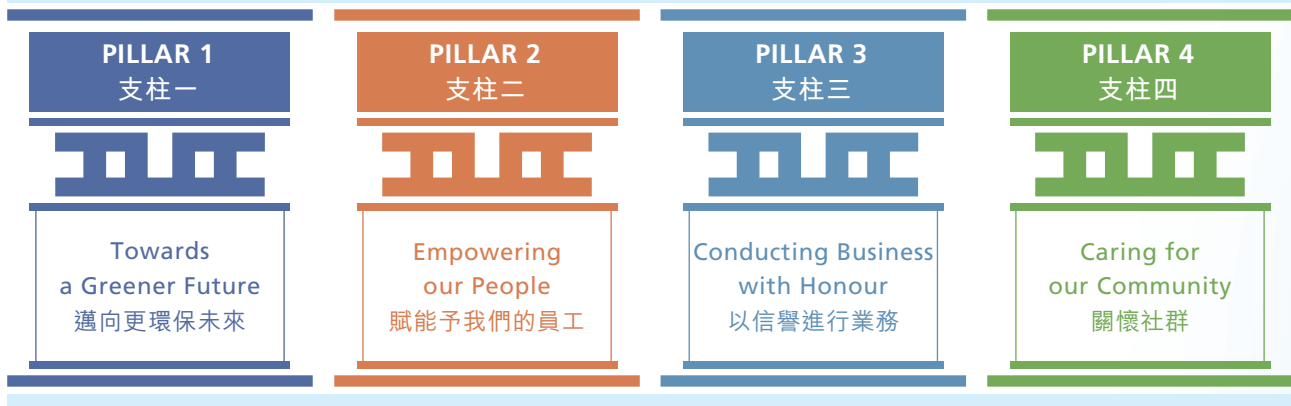 PILLAR 1
支柱一
Towards
a Greener Future
邁向更環保未來
PILLAR 2
支柱二
Empowering
our People
賦能予我們的員工
PILLAR 3
支柱三
Conducting Business
with Honour
以信譽進行業務
PILLAR 4
支柱四
Caring for
our Community
關懷社群